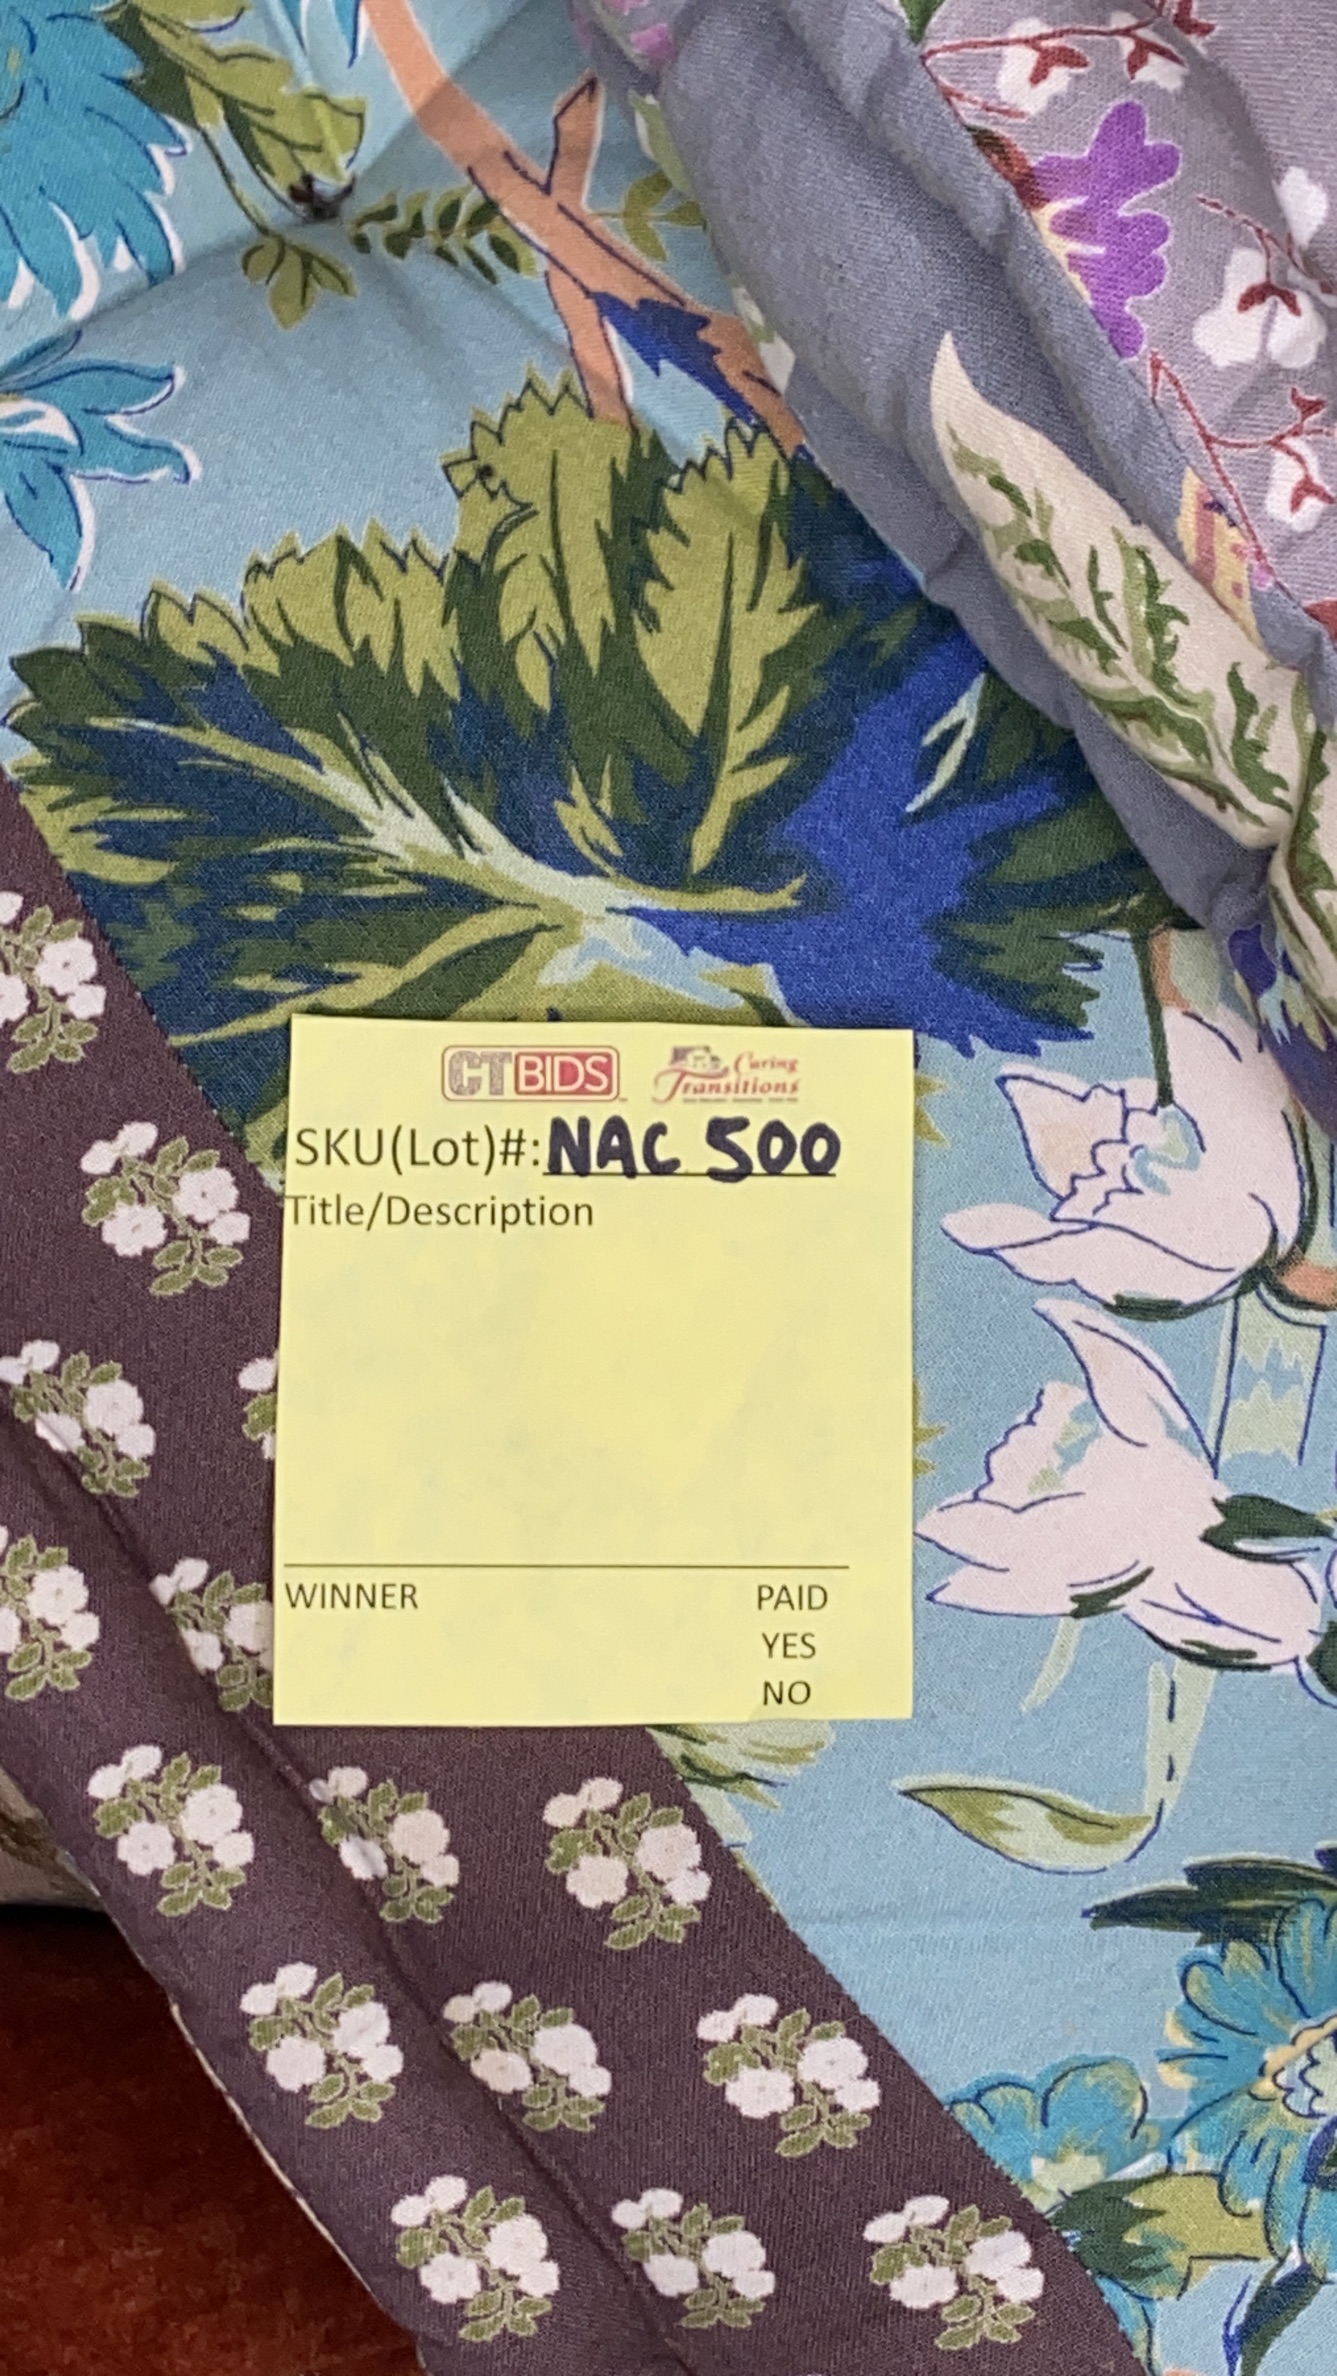 CTBIDS
Caring
Transitions
SKU(Lot)#: NAC 500
Title/Description
WINNER PAID
YES
NO